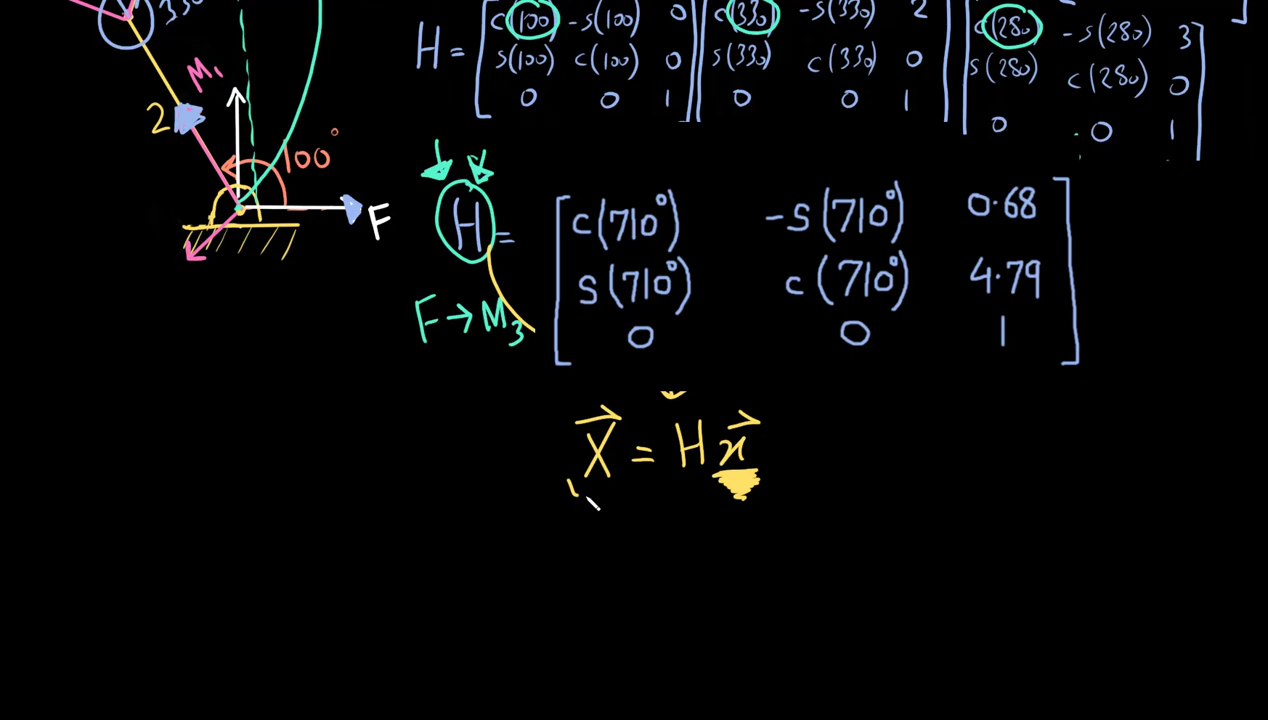 330
H = [ c(100) -s(100) 0 ] [ c(330) -s(330) 2 ] [ c(280) -s(280) 3 ]
[ s(100) c(100) 0 ] [ s(330) c(330) 0 ] [ s(280) c(280) 0 ]
[ 0 0 1 ] [ 0 0 1 ] [ 0 0 1 ]
M₁
2
100°
F
H = [ c(710°) -s(710°) 0.68 ]
[ s(710°) c(710°) 4.79 ]
[ 0 0 1 ]
F → M₃
X⃗ = H x⃗